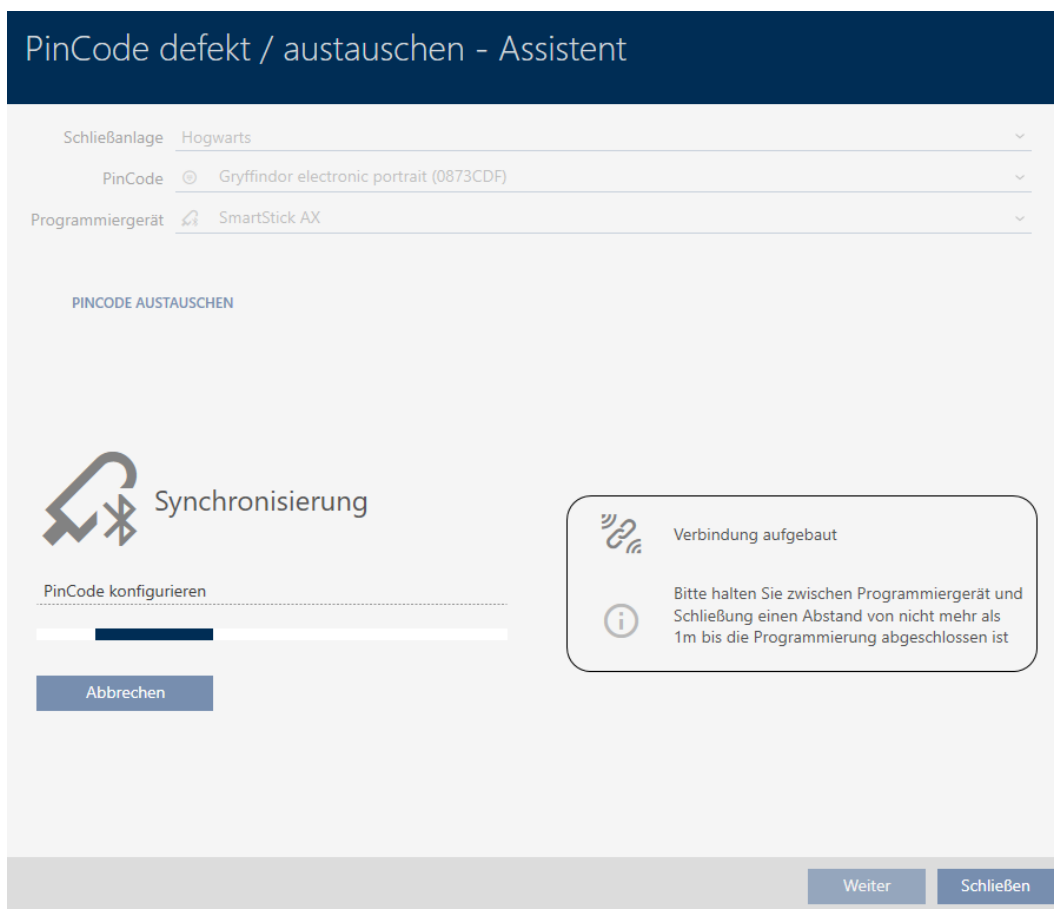 PinCode defekt / austauschen - Assistent
Schließanlage Hogwarts
PinCode Gryffindor electronic portrait (0873CDF)
Programmiergerät SmartStick AX
PINCODE AUSTAUSCHEN
Synchronisierung
PinCode konfigurieren
Abbrechen
Verbindung aufgebaut
Bitte halten Sie zwischen Programmiergerät und
Schließung einen Abstand von nicht mehr als
1m bis die Programmierung abgeschlossen ist
Weiter
Schließen